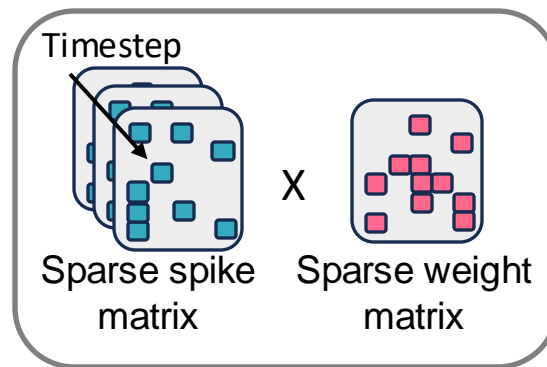 Timestep
X
Sparse spike
matrix
Sparse weight
matrix